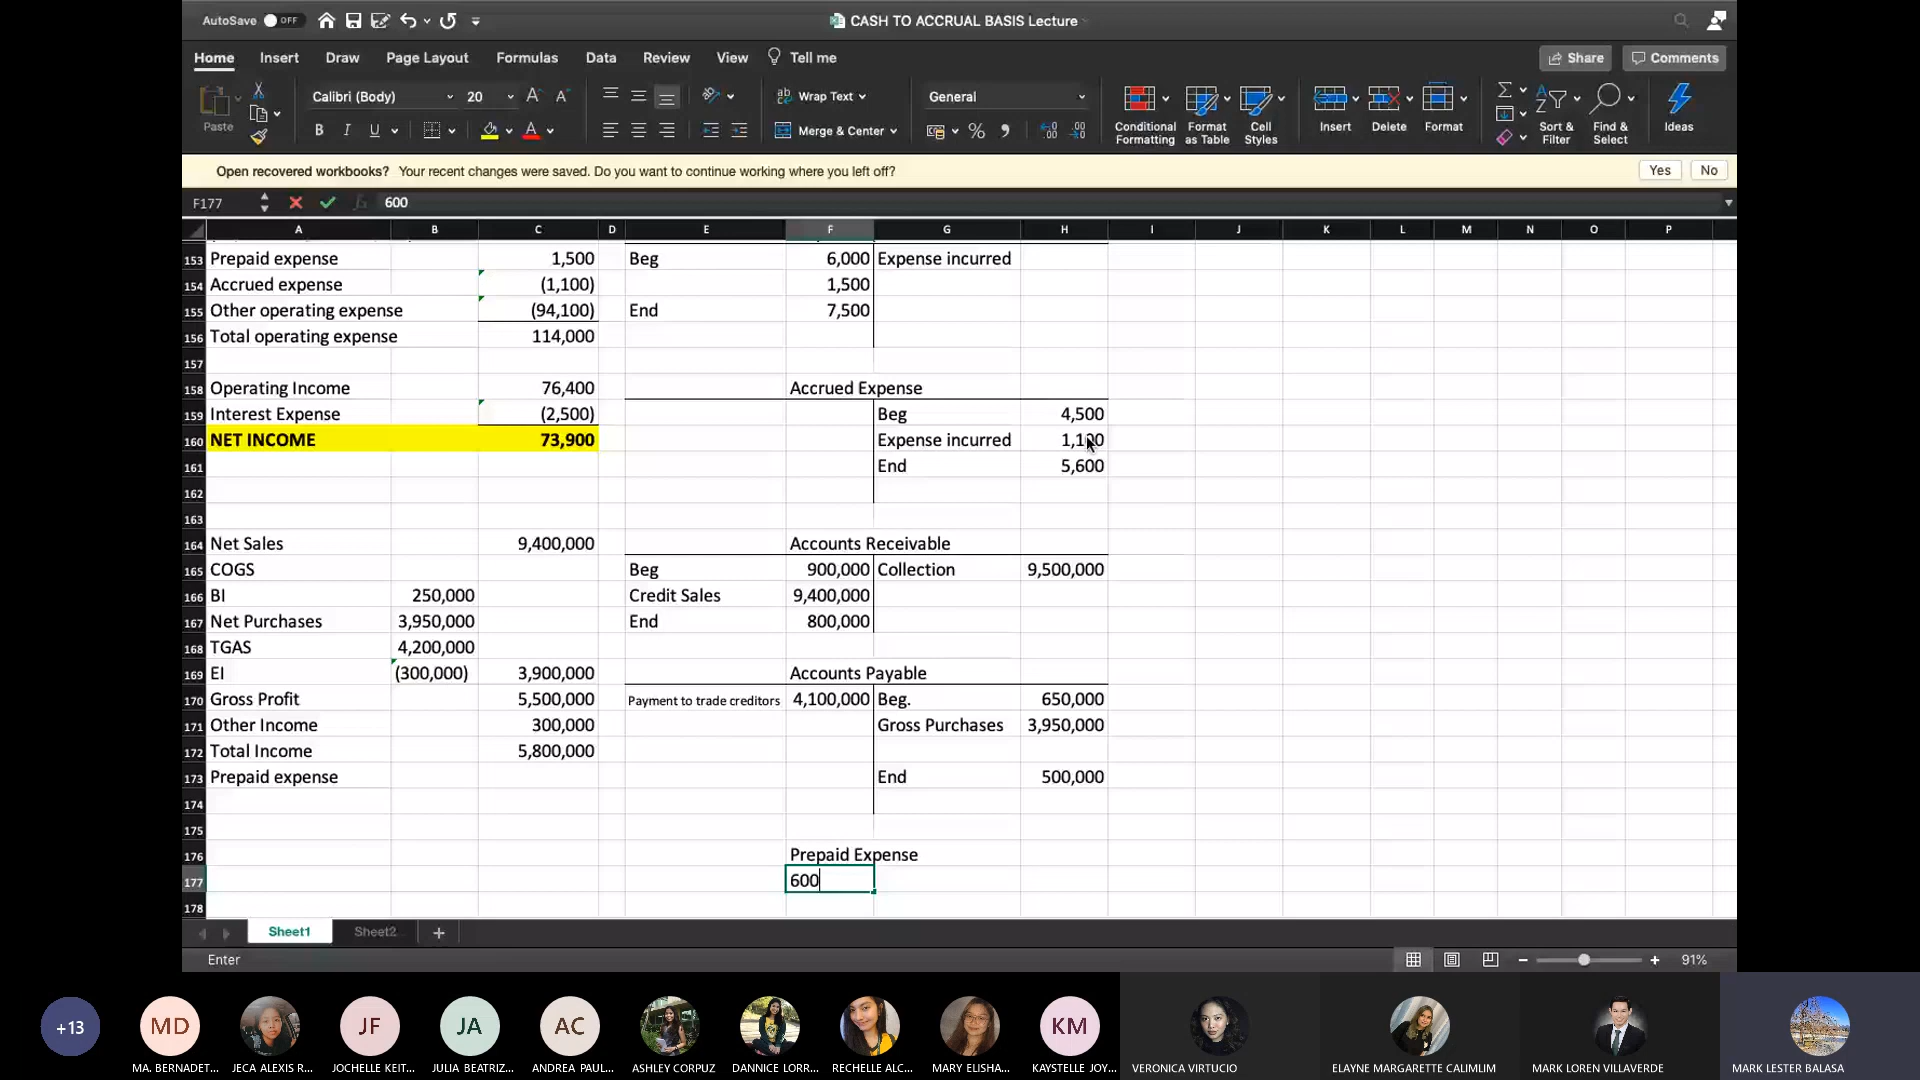 AutoSave OFF CASH TO ACCRUAL BASIS Lecture
Home Insert Draw Page Layout Formulas Data Review View Tell me Share Comments
Paste Calibri (Body) 20 A A Wrap Text General
B I U A Merge & Center % Conditional Formatting Format as Table Cell Styles Insert Delete Format Sort & Filter Find & Select Ideas
Open recovered workbooks? Your recent changes were saved. Do you want to continue working where you left off? Yes No
F177 fx 600
A B C D E F G H I J K L M N O P
153 Prepaid expense 1,500 Beg 6,000 Expense incurred
154 Accrued expense (1,100) 1,500
155 Other operating expense (94,100) End 7,500
156 Total operating expense 114,000
157
158 Operating Income 76,400 Accrued Expense
159 Interest Expense (2,500) Beg 4,500
160 NET INCOME 73,900 Expense incurred 1,100
161 End 5,600
162
163
164 Net Sales 9,400,000 Accounts Receivable
165 COGS Beg 900,000 Collection 9,500,000
166 BI 250,000 Credit Sales 9,400,000
167 Net Purchases 3,950,000 End 800,000
168 TGAS 4,200,000
169 EI (300,000) 3,900,000 Accounts Payable
170 Gross Profit 5,500,000 Payment to trade creditors 4,100,000 Beg. 650,000
171 Other Income 300,000 Gross Purchases 3,950,000
172 Total Income 5,800,000
173 Prepaid expense End 500,000
174
175
176 Prepaid Expense
177 600
178
Sheet1 Sheet2 +
Enter 91%
+13 MD JF JA AC KM
MA. BERNADET... JECA ALEXIS R... JOCHELLE KEIT... JULIA BEATRIZ... ANDREA PAUL... ASHLEY CORPUZ DANNICE LORR... RECHELLE ALC... MARY ELISHA... KAYSTELLE JOY... VERONICA VIRTUCIO ELAYNE MARGARETTE CALIMLIM MARK LOREN VILLAVERDE MARK LESTER BALASA